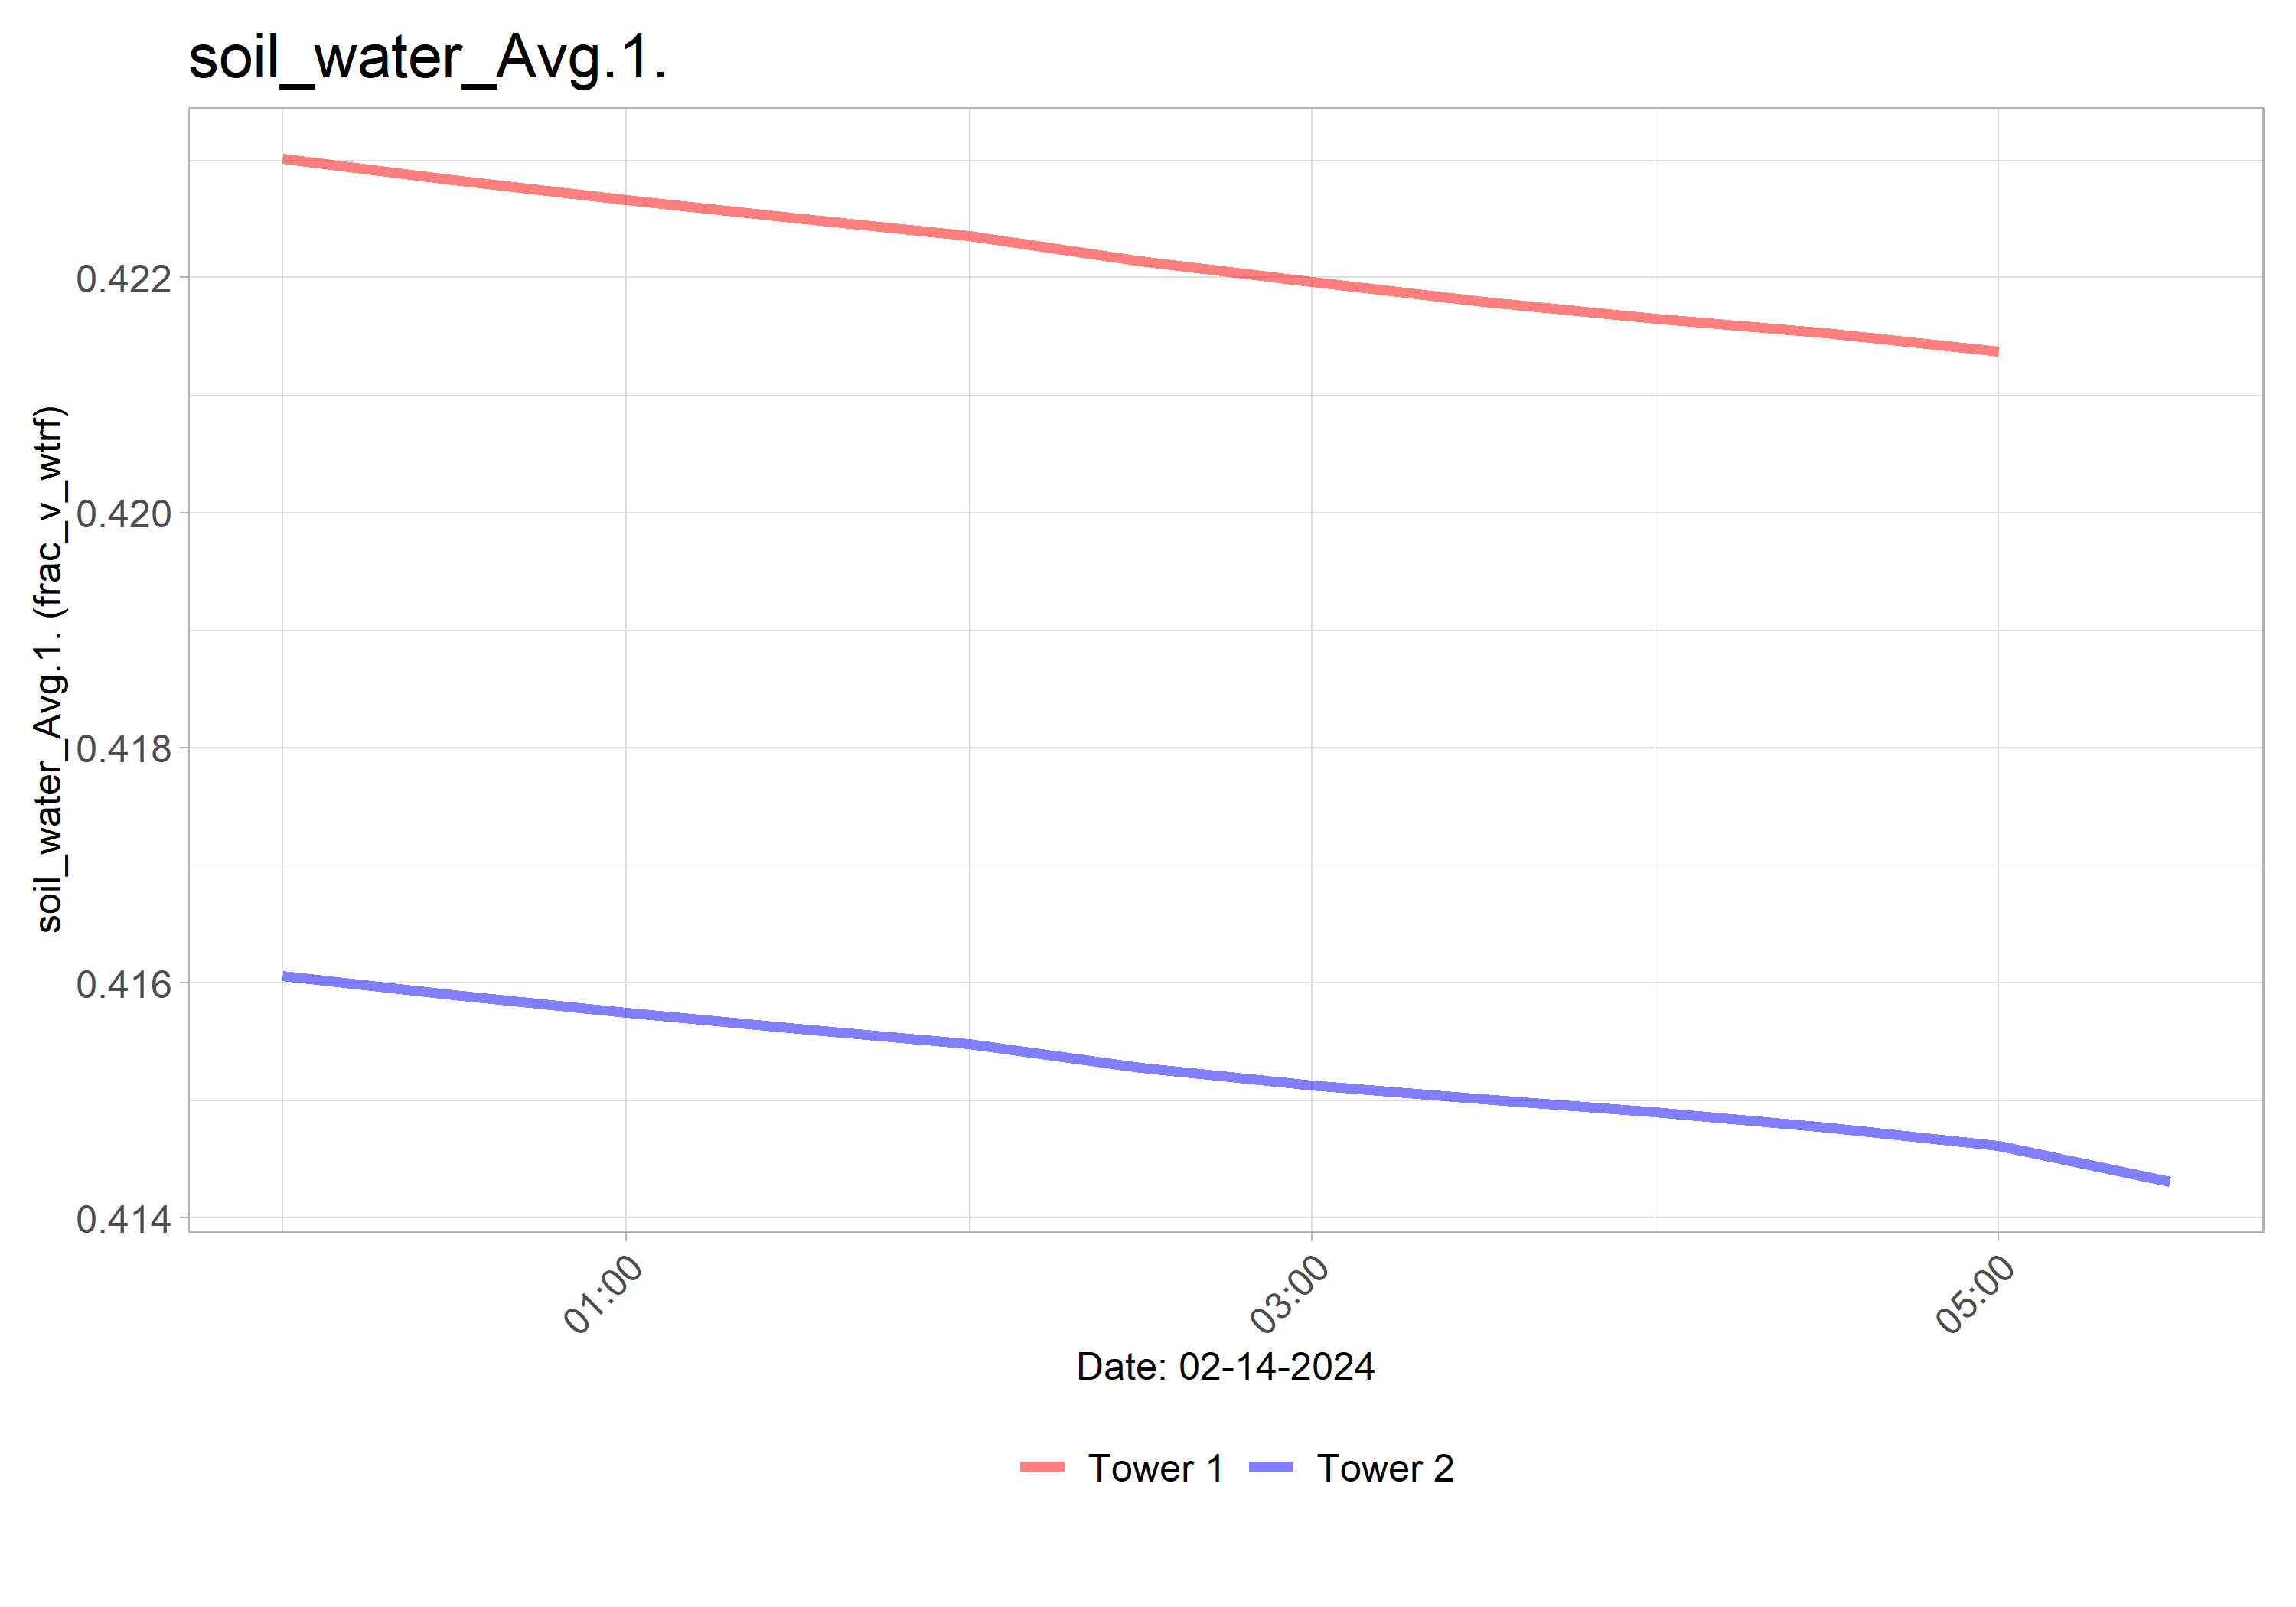 soil_water_Avg.1.
soil_water_Avg.1. (frac_v_wtrf)
0.422
0.420
0.418
0.416
0.414
01:00
03:00
05:00
Date: 02-14-2024
Tower 1
Tower 2